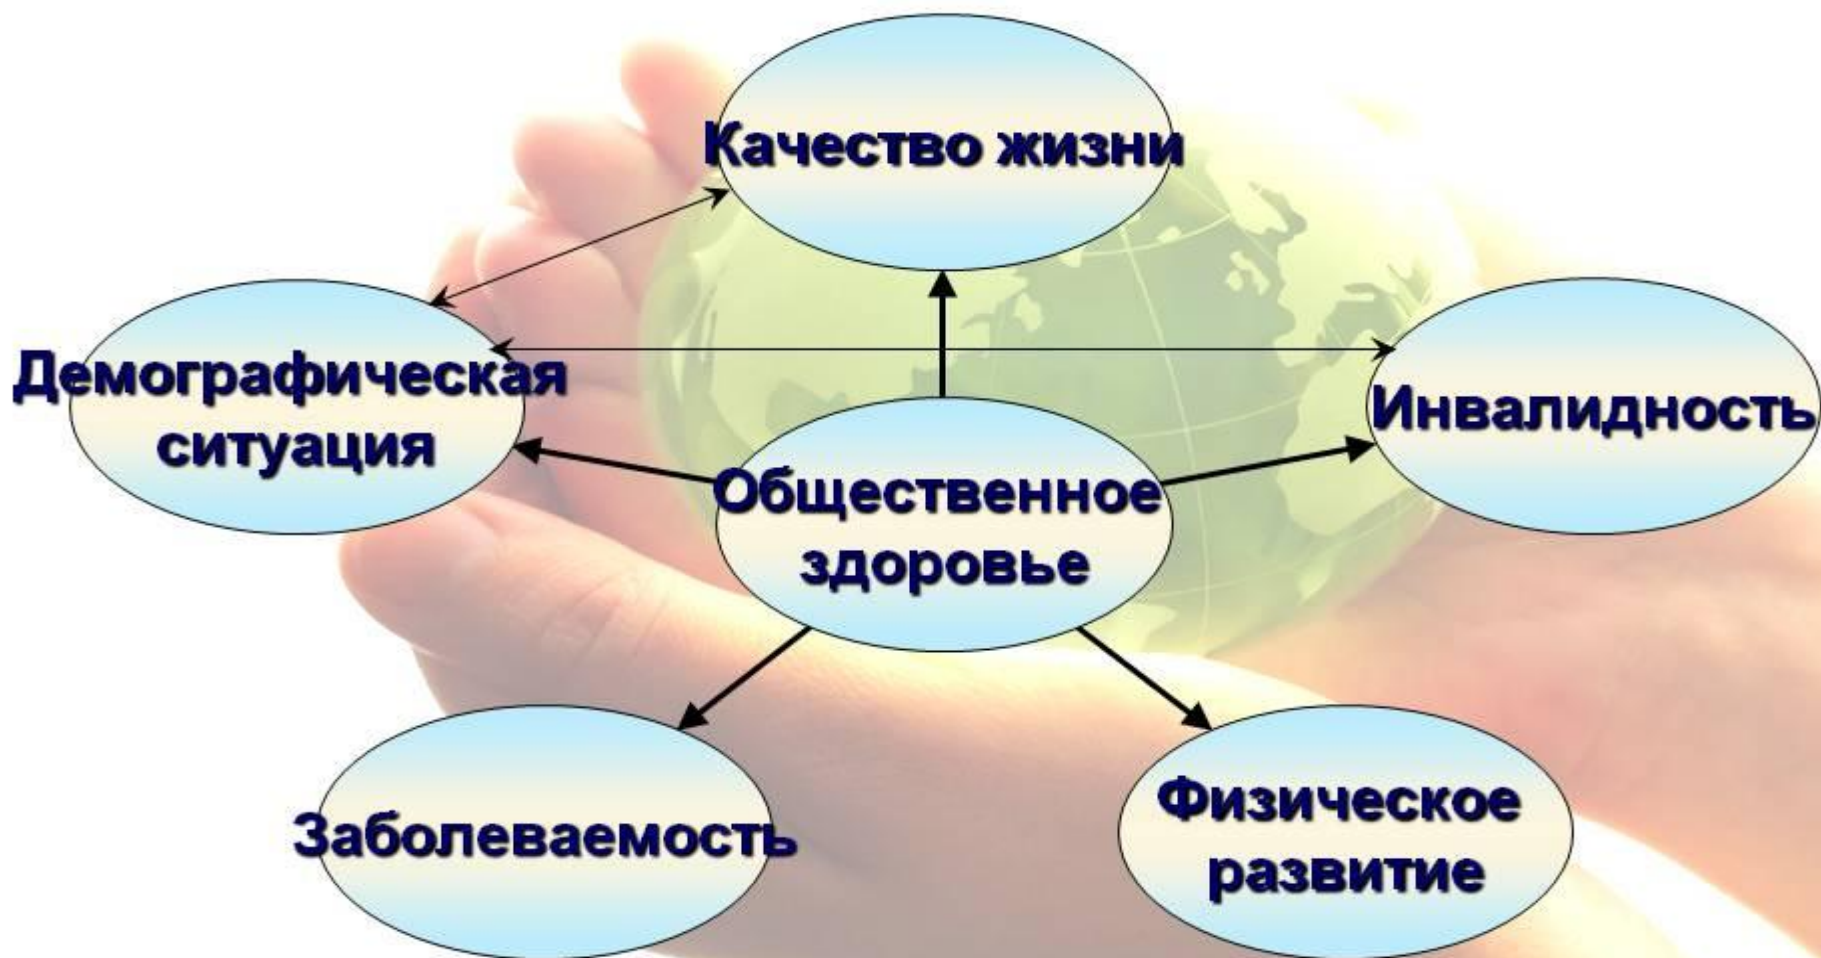 Качество жизни
Демографическая
ситуация
Инвалидность
Общественное
здоровье
Заболеваемость
Физическое
развитие